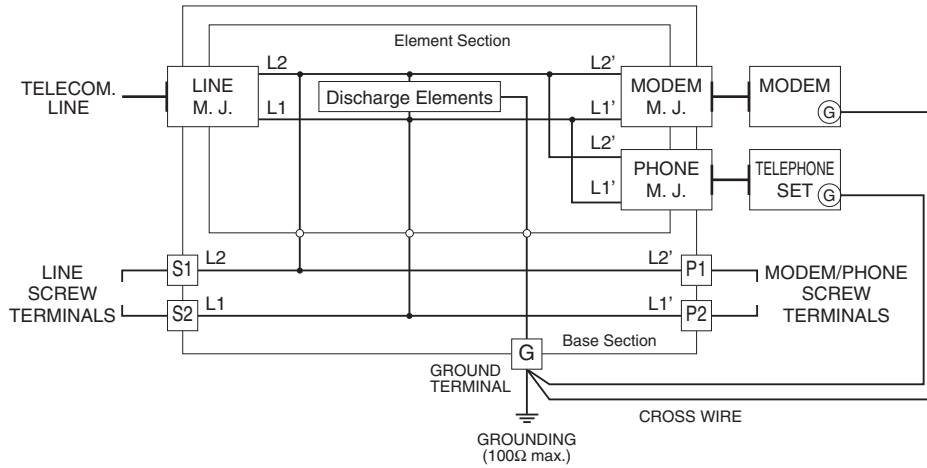 Element Section
TELECOM.
LINE
LINE
M. J.
L2
L1
Discharge Elements
L2’
L1’
MODEM
M. J.
MODEM
G
L2’
L1’
PHONE
M. J.
TELEPHONE
SET
G
LINE
SCREW
TERMINALS
S1
L2
L2’
P1
S2
L1
L1’
P2
MODEM/PHONE
SCREW
TERMINALS
Base Section
G
GROUND
TERMINAL
CROSS WIRE
GROUNDING
(100Ω max.)